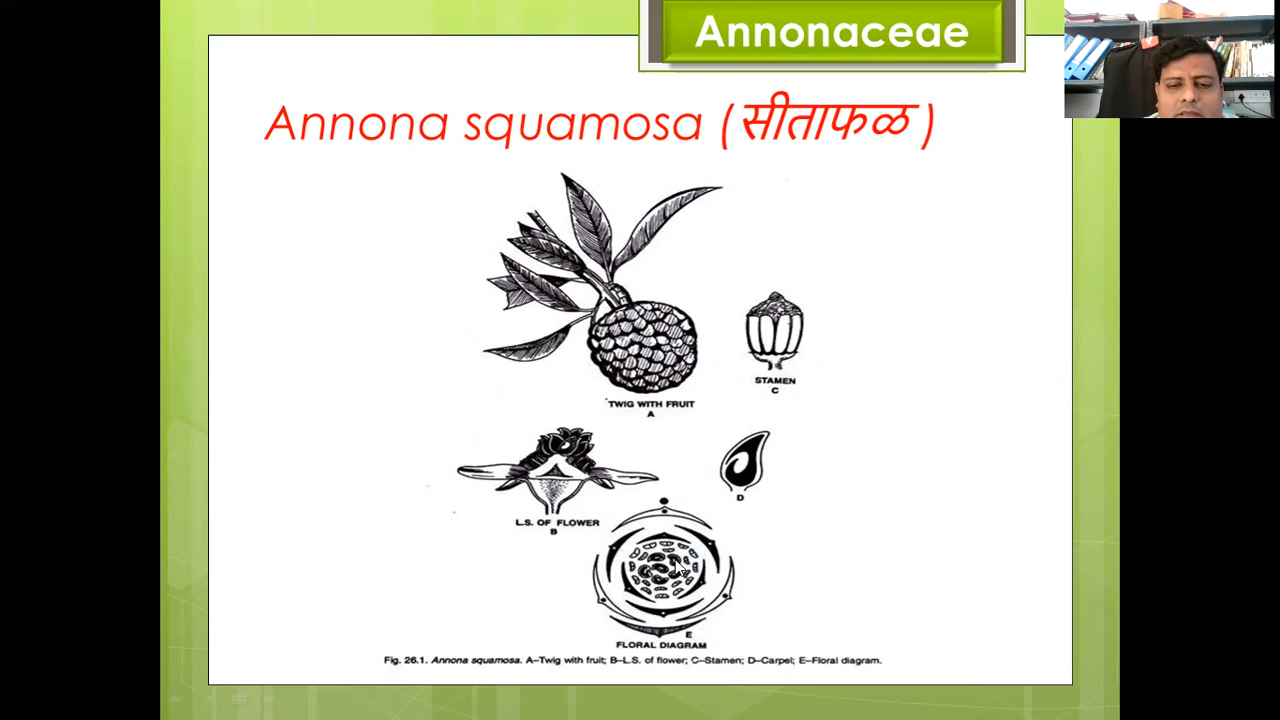 Annonaceae
Annona squamosa (सीताफळ)
TWIG WITH FRUIT
A
STAMEN
C
L.S. OF FLOWER
B
D
E
FLORAL DIAGRAM
Fig. 26.1. Annona squamosa. A–Twig with fruit; B–L.S. of flower; C–Stamen; D–Carpel; E–Floral diagram.